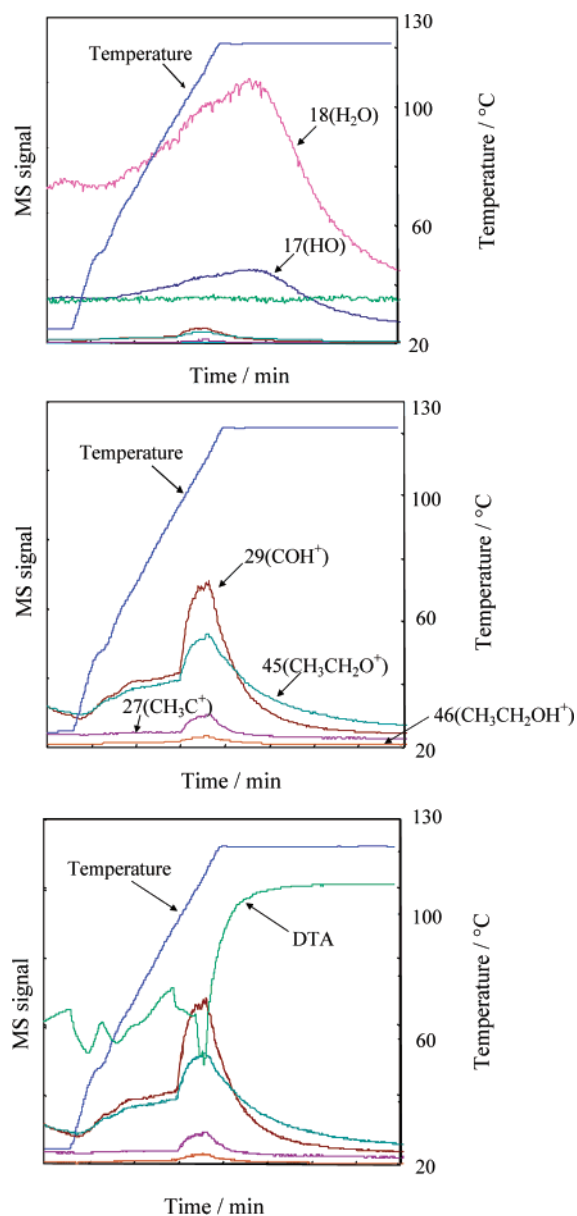 130
Temperature
100
18(H₂O)
MS signal
Temperature / °C
60
17(HO)
20
Time / min
130
Temperature
100
29(COH⁺)
MS signal
Temperature / °C
60
45(CH₃CH₂O⁺)
27(CH₃C⁺)
46(CH₃CH₂OH⁺)
20
Time / min
130
Temperature
100
DTA
MS signal
Temperature / °C
60
20
Time / min